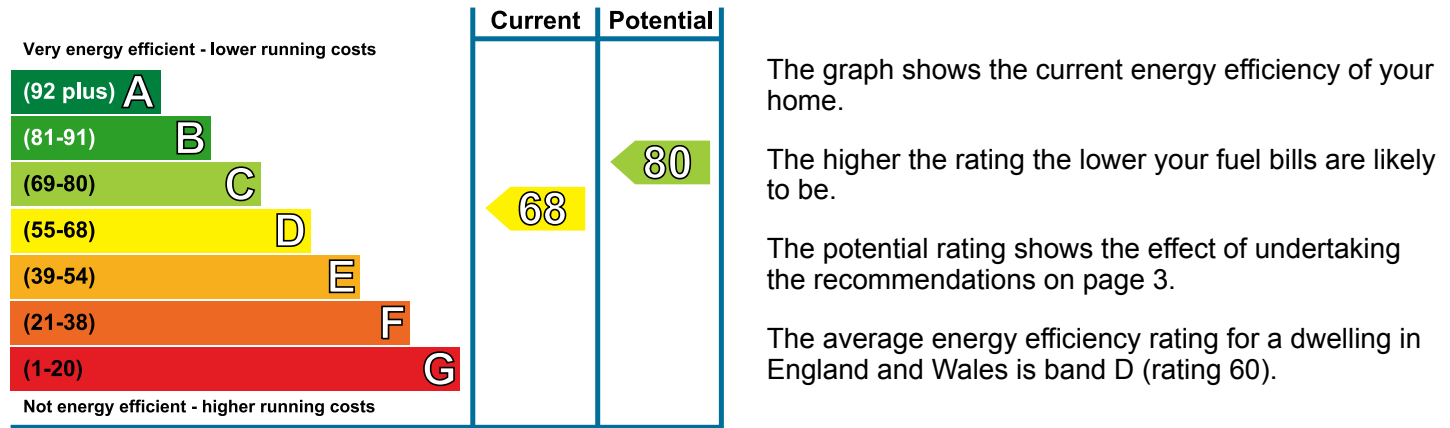 Current Potential
Very energy efficient - lower running costs
(92 plus) A
(81-91) B
(69-80) C
(55-68) D
(39-54) E
(21-38) F
(1-20) G
Not energy efficient - higher running costs
68
80
The graph shows the current energy efficiency of your
home.
The higher the rating the lower your fuel bills are likely
to be.
The potential rating shows the effect of undertaking
the recommendations on page 3.
The average energy efficiency rating for a dwelling in
England and Wales is band D (rating 60).